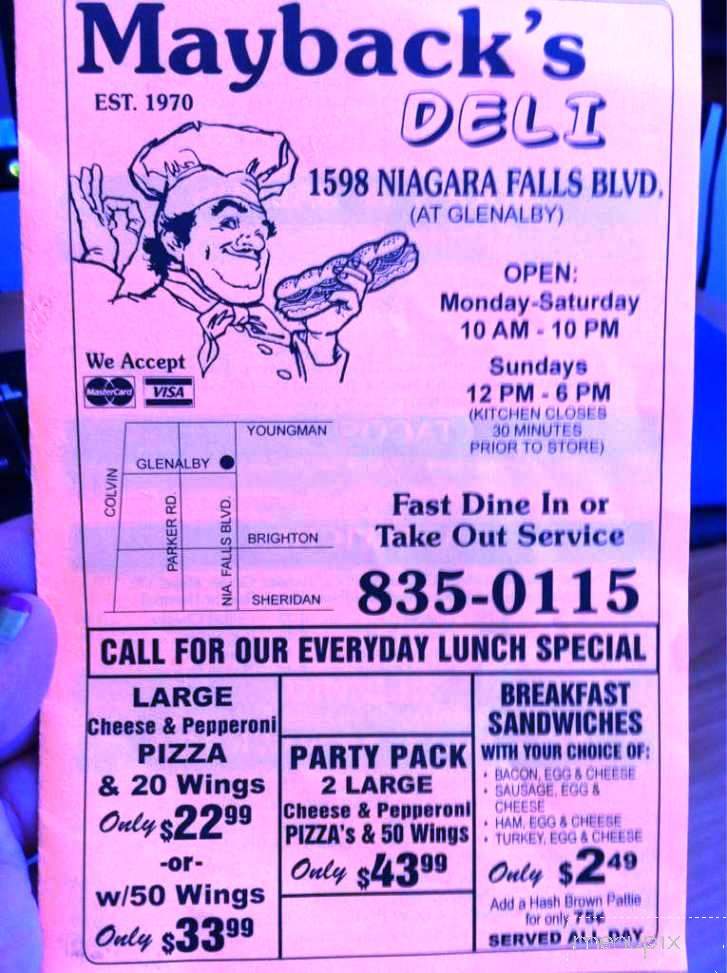 Mayback's
EST. 1970
DELI
1598 NIAGARA FALLS BLVD.
(AT GLENALBY)
OPEN:
Monday-Saturday
10 AM - 10 PM
Sundays
12 PM - 6 PM
(KITCHEN CLOSES
30 MINUTES
PRIOR TO STORE)
We Accept
MasterCard
VISA
YOUNGMAN
GLENALBY
COLVIN
PARKER RD.
NIA. FALLS BLVD.
BRIGHTON
SHERIDAN
Fast Dine In or
Take Out Service
835-0115
CALL FOR OUR EVERYDAY LUNCH SPECIAL
LARGE
Cheese & Pepperoni
PIZZA
& 20 Wings
Only $22.99
-or-
w/50 Wings
Only $33.99
PARTY PACK
2 LARGE
Cheese & Pepperoni
PIZZA's & 50 Wings
Only $43.99
BREAKFAST
SANDWICHES
WITH YOUR CHOICE OF:
• BACON, EGG & CHEESE
• SAUSAGE, EGG &
CHEESE
• HAM, EGG & CHEESE
• TURKEY, EGG & CHEESE
Only $2.49
Add a Hash Brown Pattie
for only 75¢
SERVED ALL DAY
menupix